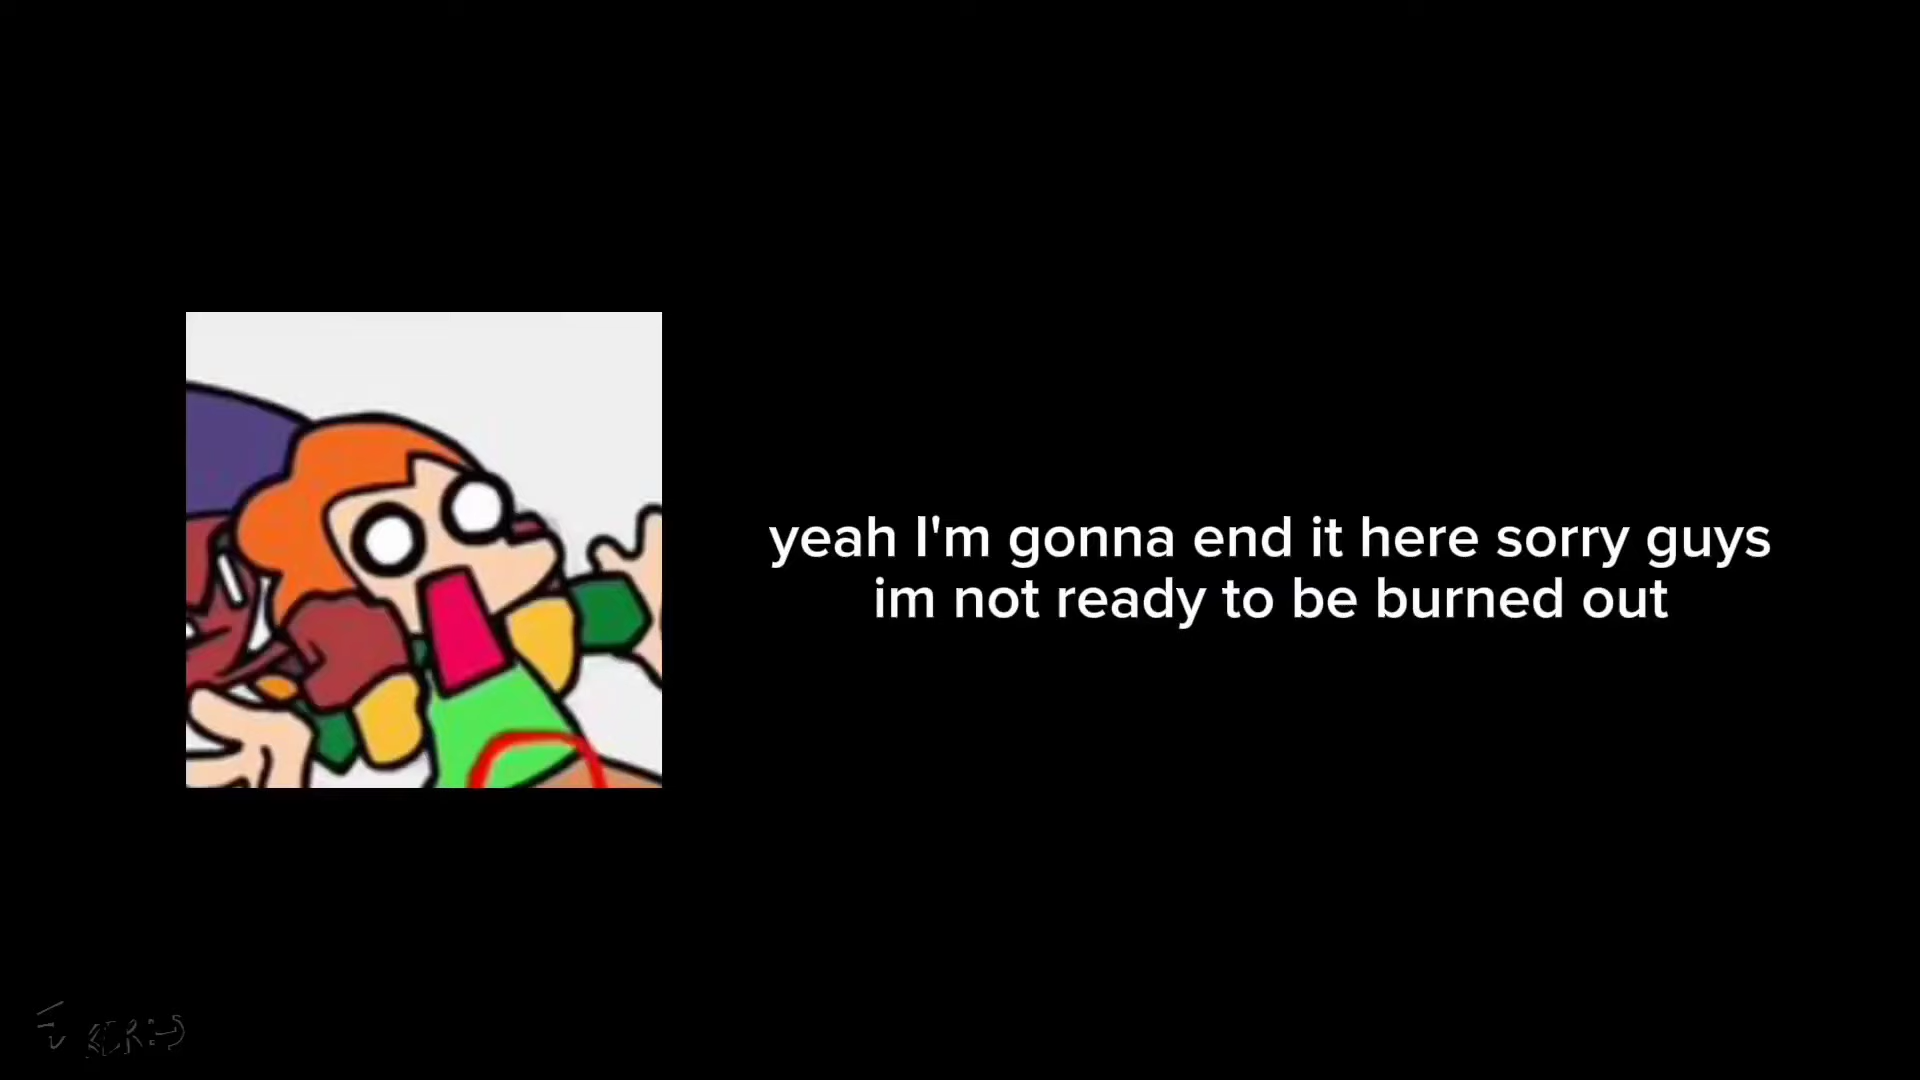 yeah I'm gonna end it here sorry guys
im not ready to be burned out